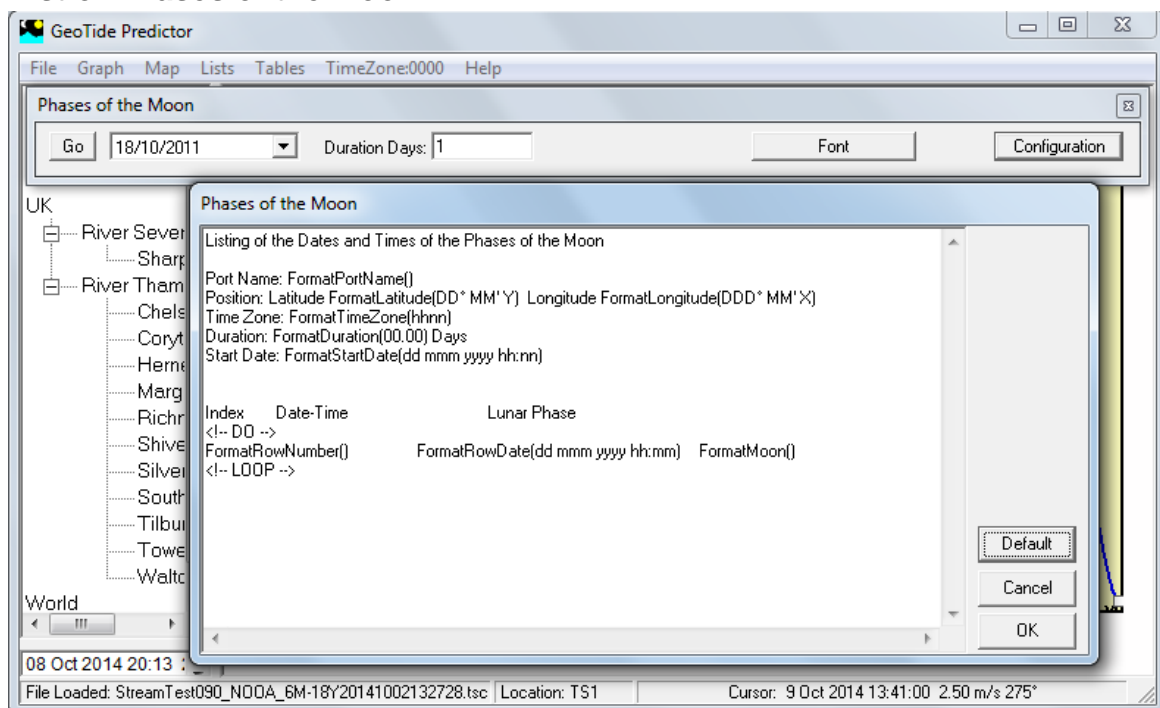 GeoTide Predictor
File Graph Map Lists Tables TimeZone:0000 Help
Phases of the Moon
Go 18/10/2011 Duration Days: 1 Font Configuration
UK
River Sever
Sharp
River Tham
Chels
Coryt
Herne
Marg
Richr
Shive
Silver
South
Tilbur
Towe
Walto
World
Phases of the Moon
Listing of the Dates and Times of the Phases of the Moon
Port Name: FormatPortName()
Position: Latitude FormatLatitude(DD° MM' Y) Longitude FormatLongitude(DDD° MM' X)
Time Zone: FormatTimeZone(hhnn)
Duration: FormatDuration(00.00) Days
Start Date: FormatStartDate(dd mmm yyyy hh:nn)
Index Date-Time Lunar Phase
<!-- DO -->
FormatRowNumber() FormatRowDate(dd mmm yyyy hh:mm) FormatMoon()
<!-- LOOP -->
Default
Cancel
OK
08 Oct 2014 20:13 :
File Loaded: StreamTest090_NOOA_6M-18Y20141002132728.tsc Location: TS1 Cursor: 9 Oct 2014 13:41:00 2.50 m/s 275°